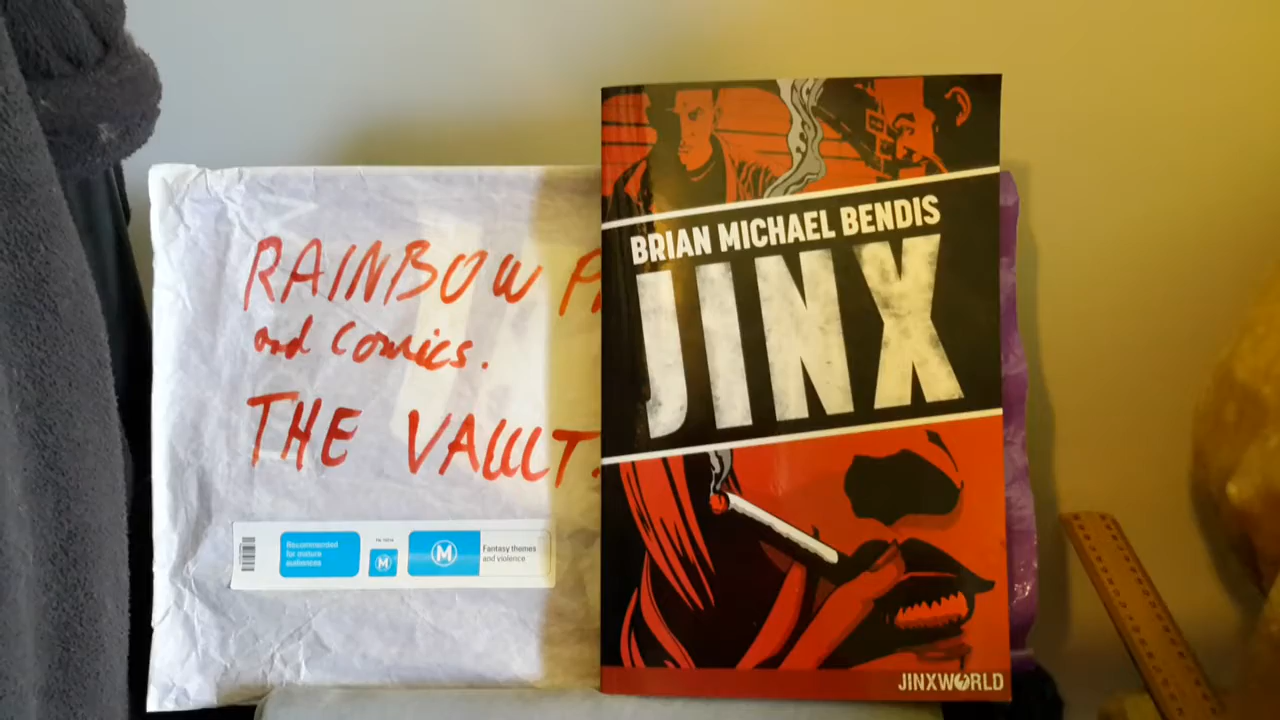 RAINBOW
and Comics.
THE VAULT.
Recommended
for mature
audiences
M
M
Fantasy themes
and violence
BRIAN MICHAEL BENDIS
JINX
JINXWORLD